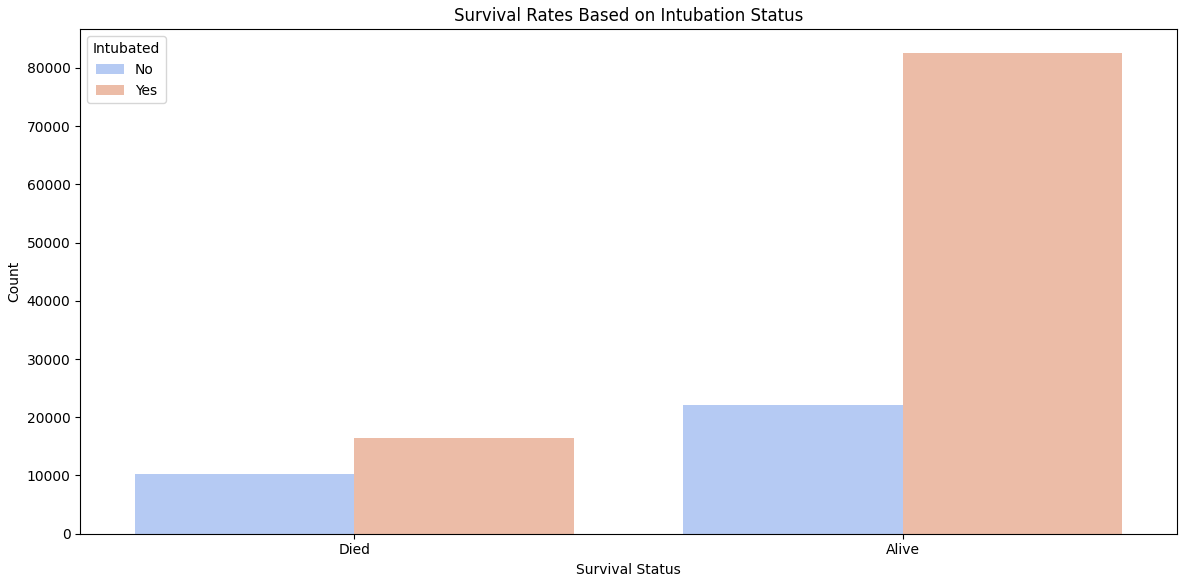 Survival Rates Based on Intubation Status
Intubated
No
Yes
80000
70000
60000
50000
40000
30000
20000
10000
0
Count
Died
Alive
Survival Status